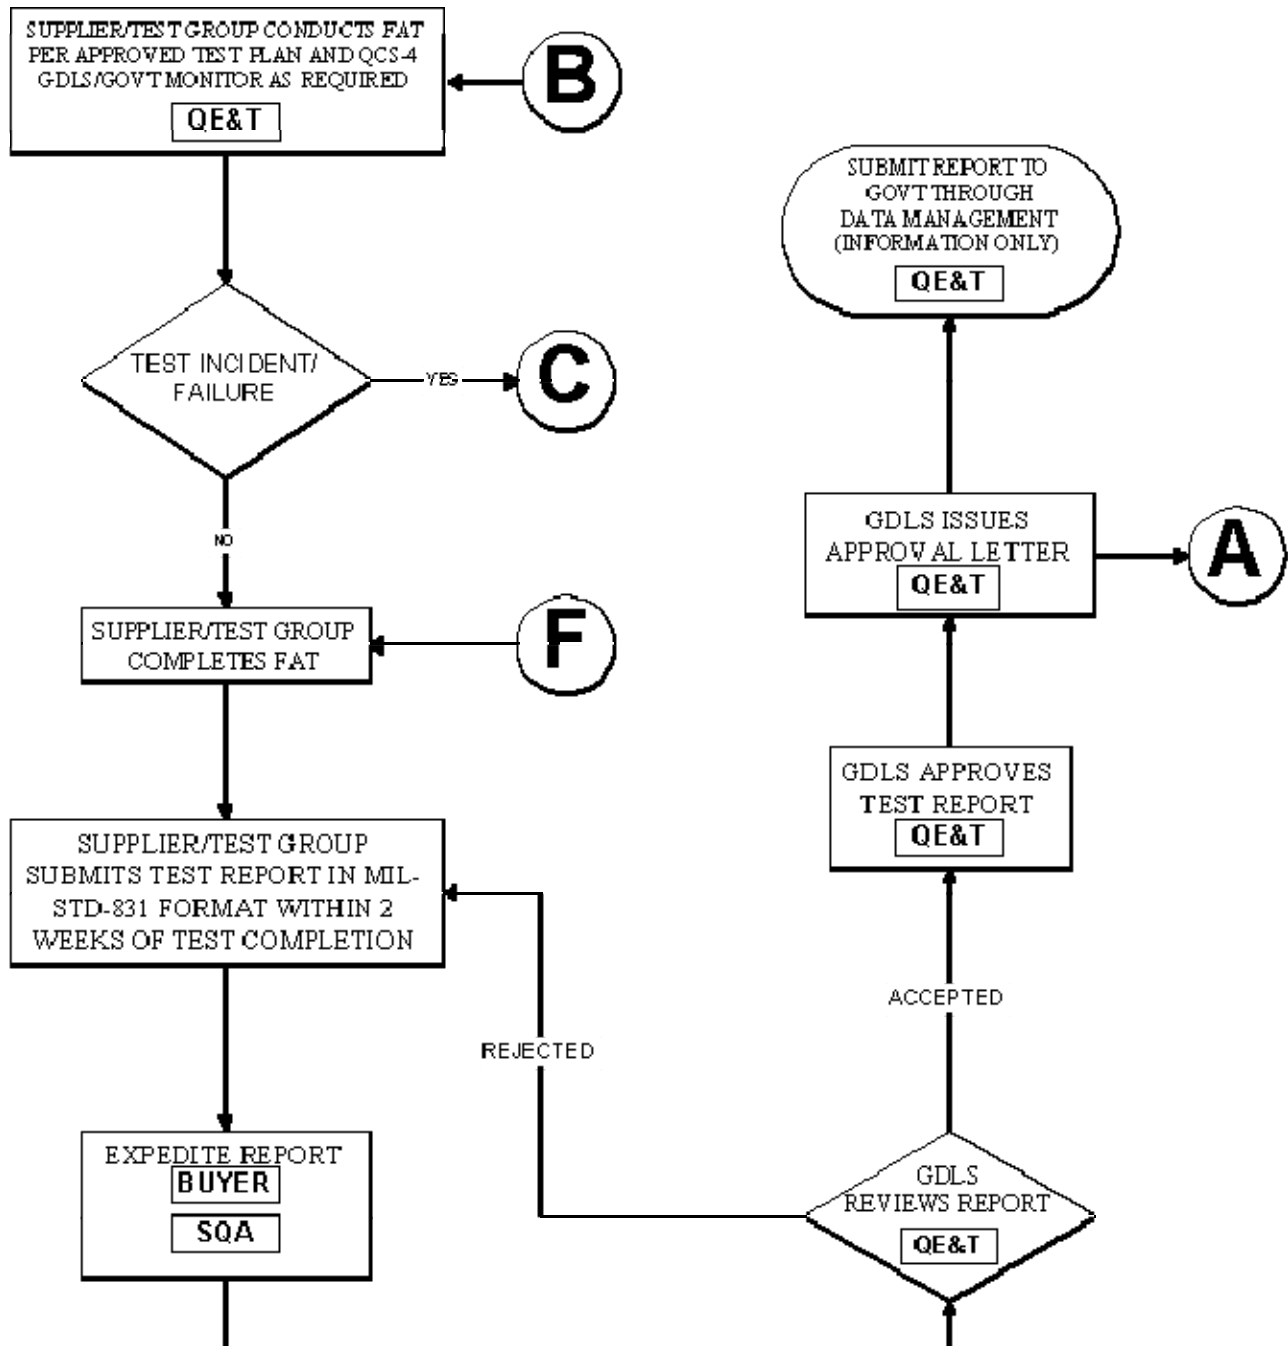 SUPPLIER/TEST GROUP CONDUCTS FAT
PER APPROVED TEST PLAN AND QCS-4
GDLS/GOVT MONITOR AS REQUIRED
QE&T
B
TEST INCIDENT/
FAILURE
YES
C
NO
SUPPLIER/TEST GROUP
COMPLETES FAT
F
SUPPLIER/TEST GROUP
SUBMITS TEST REPORT IN MIL-
STD-831 FORMAT WITHIN 2
WEEKS OF TEST COMPLETION
EXPEDITE REPORT
BUYER
SQA
REJECTED
SUBMIT REPORT TO
GOVT THROUGH
DATA MANAGEMENT
(INFORMATION ONLY)
QE&T
GDLS ISSUES
APPROVAL LETTER
QE&T
A
GDLS APPROVES
TEST REPORT
QE&T
ACCEPTED
GDLS
REVIEWS REPORT
QE&T